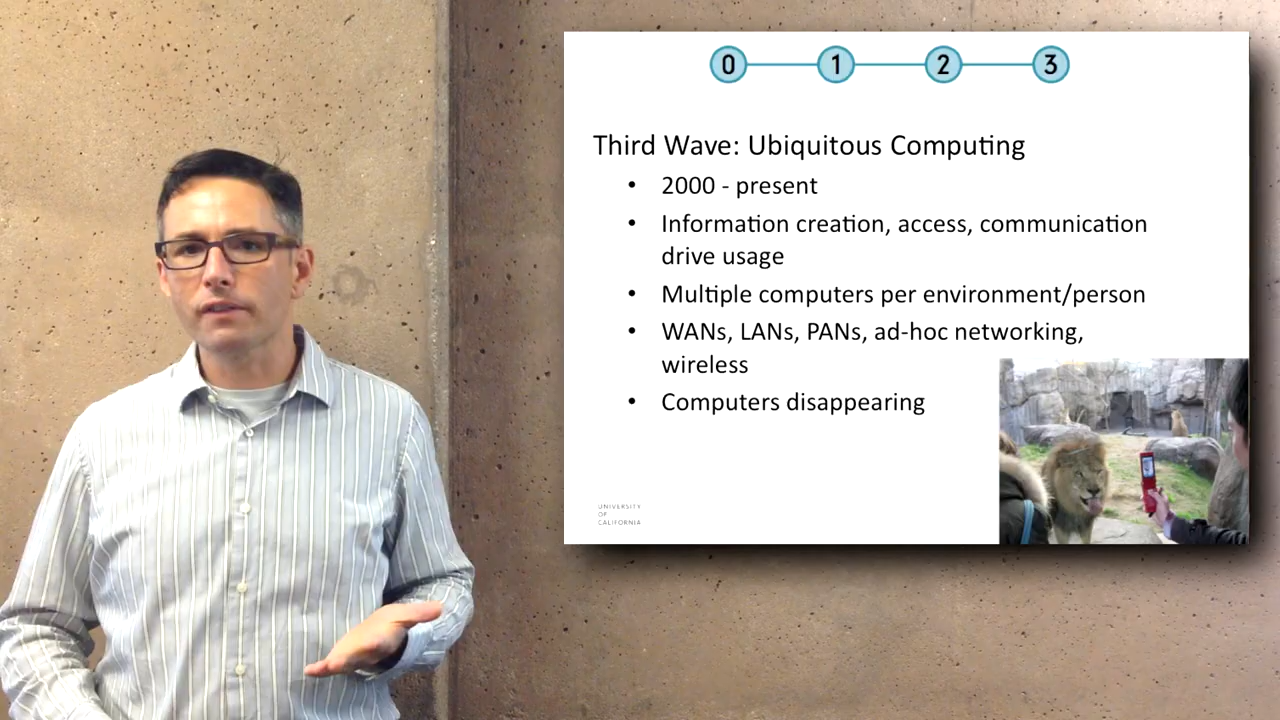 0 1 2 3
Third Wave: Ubiquitous Computing
• 2000 - present
• Information creation, access, communication
drive usage
• Multiple computers per environment/person
• WANs, LANs, PANs, ad-hoc networking,
wireless
• Computers disappearing
UNIVERSITY
OF
CALIFORNIA